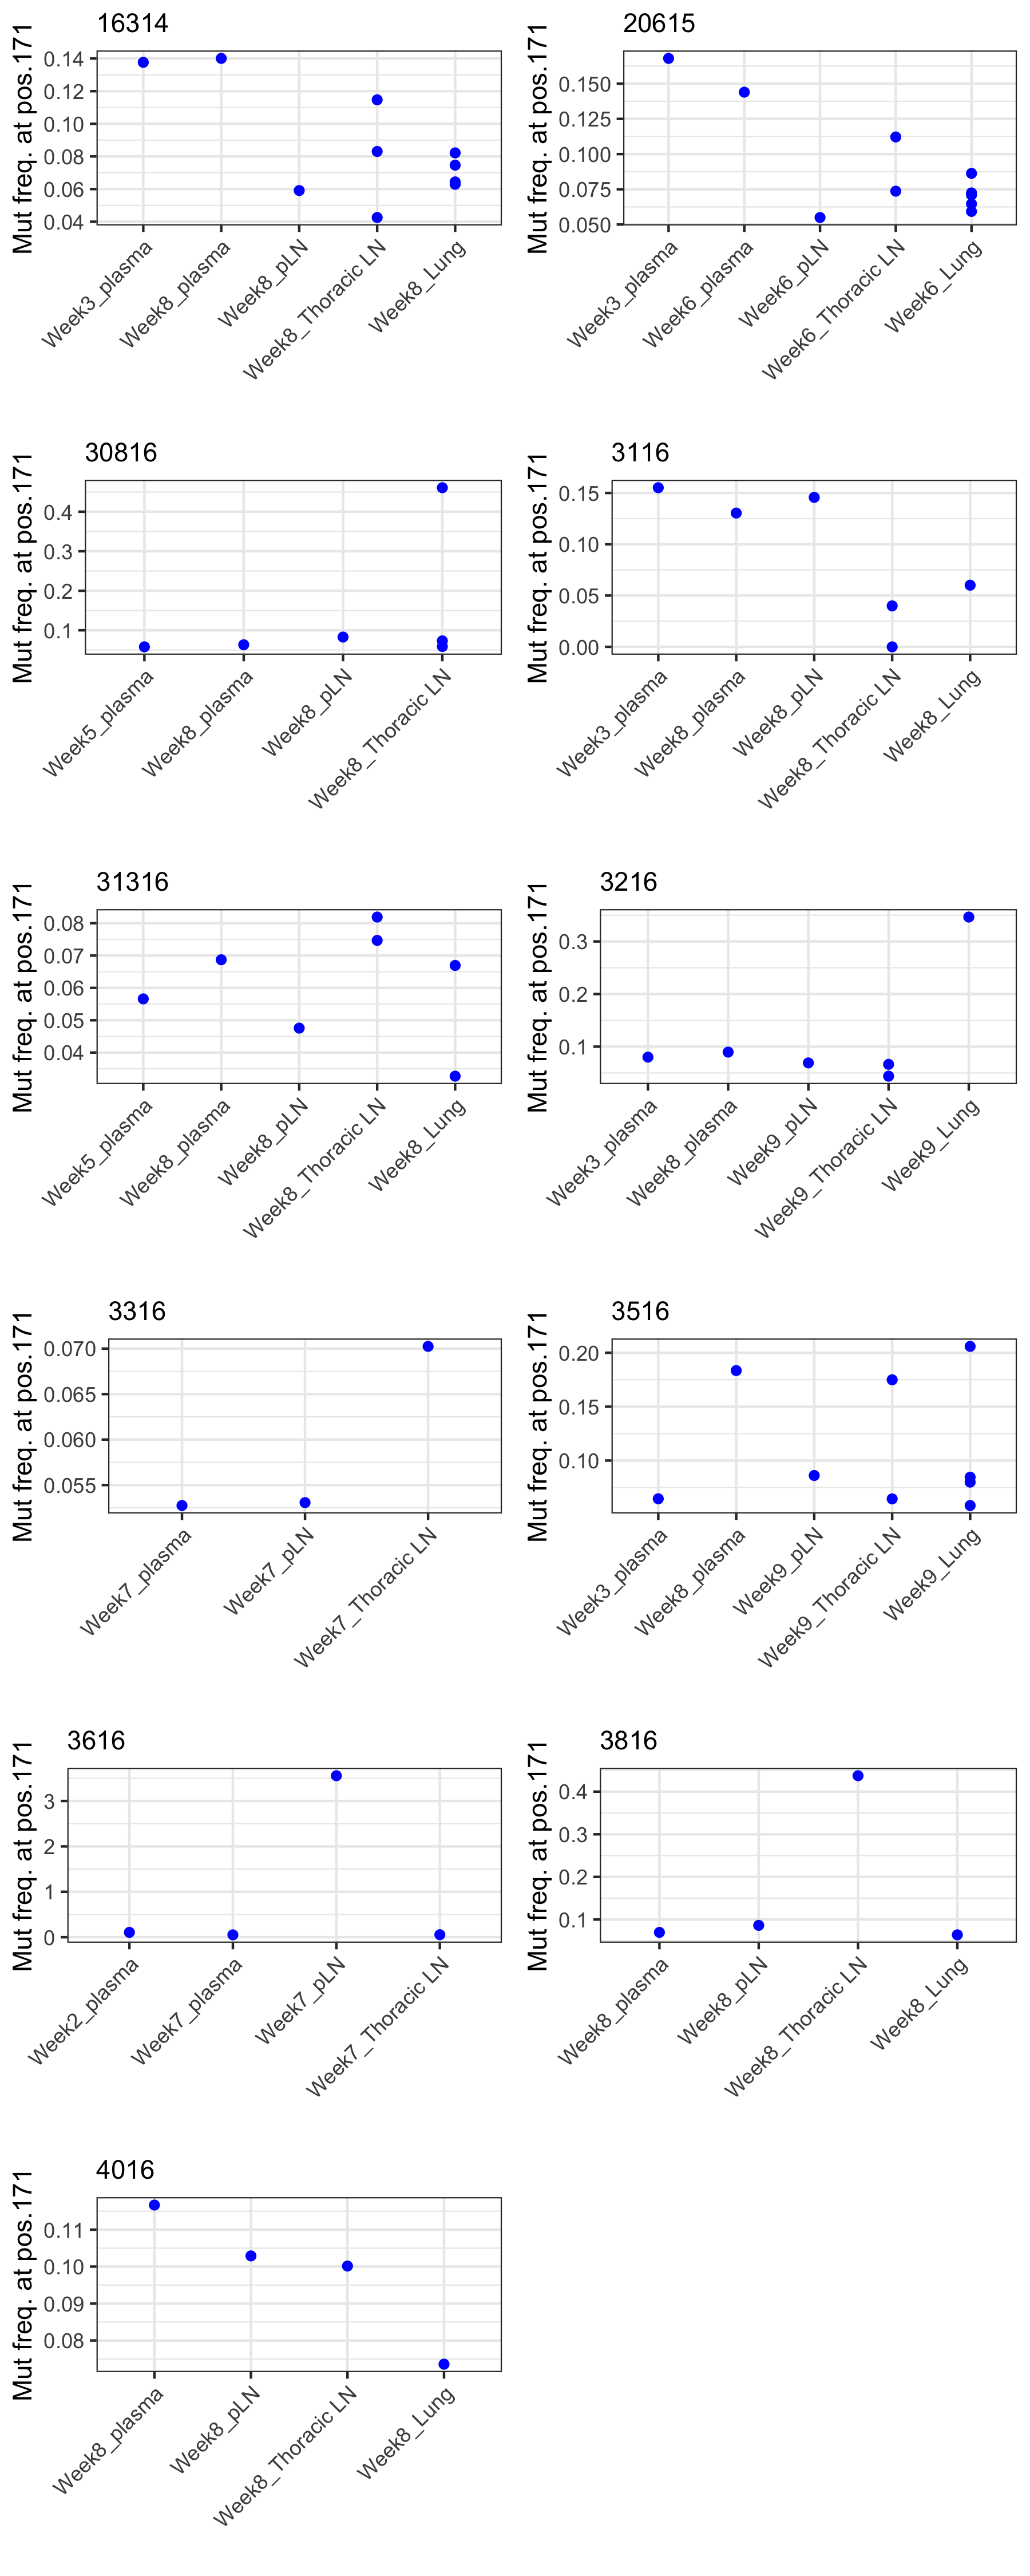 16314
Mut freq. at pos.171
0.14
0.12
0.10
0.08
0.06
0.04
Week3_plasma
Week8_plasma
Week8_pLN
Week8_Thoracic LN
Week8_Lung
20615
Mut freq. at pos.171
0.150
0.125
0.100
0.075
0.050
Week3_plasma
Week6_plasma
Week6_pLN
Week6_Thoracic LN
Week6_Lung
30816
Mut freq. at pos.171
0.4
0.3
0.2
0.1
Week5_plasma
Week8_plasma
Week8_pLN
Week8_Thoracic LN
3116
Mut freq. at pos.171
0.15
0.10
0.05
0.00
Week3_plasma
Week8_plasma
Week8_pLN
Week8_Thoracic LN
Week8_Lung
31316
Mut freq. at pos.171
0.08
0.07
0.06
0.05
0.04
Week5_plasma
Week8_plasma
Week8_pLN
Week8_Thoracic LN
Week8_Lung
3216
Mut freq. at pos.171
0.3
0.2
0.1
Week3_plasma
Week8_plasma
Week9_pLN
Week9_Thoracic LN
Week9_Lung
3316
Mut freq. at pos.171
0.070
0.065
0.060
0.055
Week7_plasma
Week7_pLN
Week7_Thoracic LN
3516
Mut freq. at pos.171
0.20
0.15
0.10
Week3_plasma
Week8_plasma
Week9_pLN
Week9_Thoracic LN
Week9_Lung
3616
Mut freq. at pos.171
3
2
1
0
Week2_plasma
Week7_plasma
Week7_pLN
Week7_Thoracic LN
3816
Mut freq. at pos.171
0.4
0.3
0.2
0.1
Week8_plasma
Week8_pLN
Week8_Thoracic LN
Week8_Lung
4016
Mut freq. at pos.171
0.11
0.10
0.09
0.08
Week8_plasma
Week8_pLN
Week8_Thoracic LN
Week8_Lung